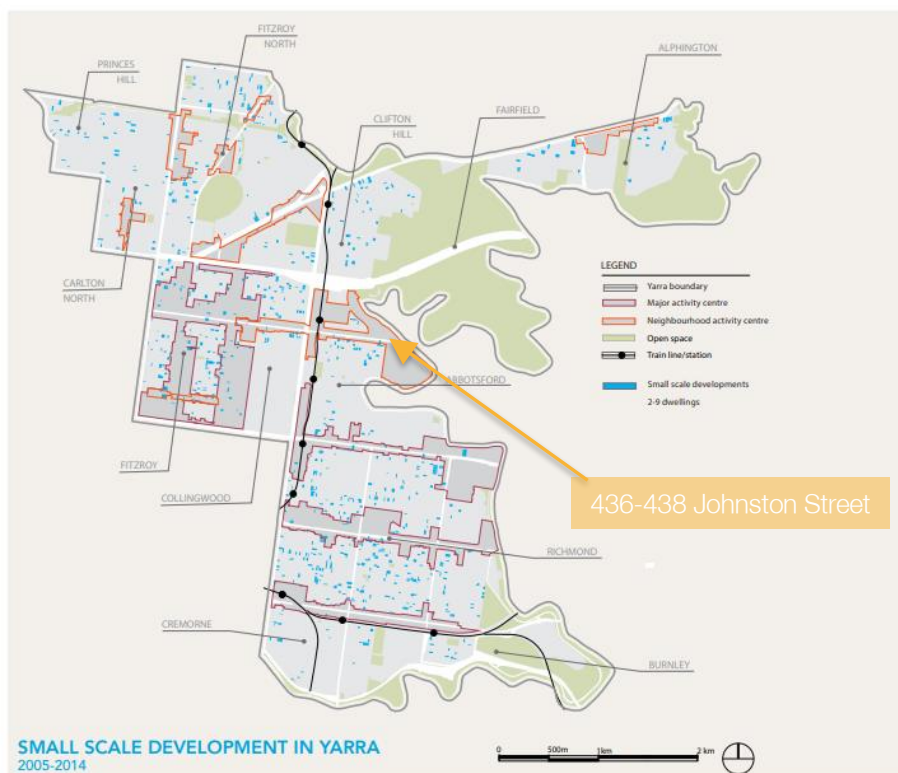 FITZROY
NORTH
PRINCES
HILL
ALPHINGTON
FAIRFIELD
CLIFTON
HILL
CARLTON
NORTH
LEGEND
Yarra boundary
Major activity centre
Neighbourhood activity centre
Open space
Train line/station
Small scale developments
2-9 dwellings
ABBOTSFORD
FITZROY
COLLINGWOOD
436-438 Johnston Street
RICHMOND
CREMORNE
BURNLEY
SMALL SCALE DEVELOPMENT IN YARRA
2005-2014
0 500m 1km 2 km